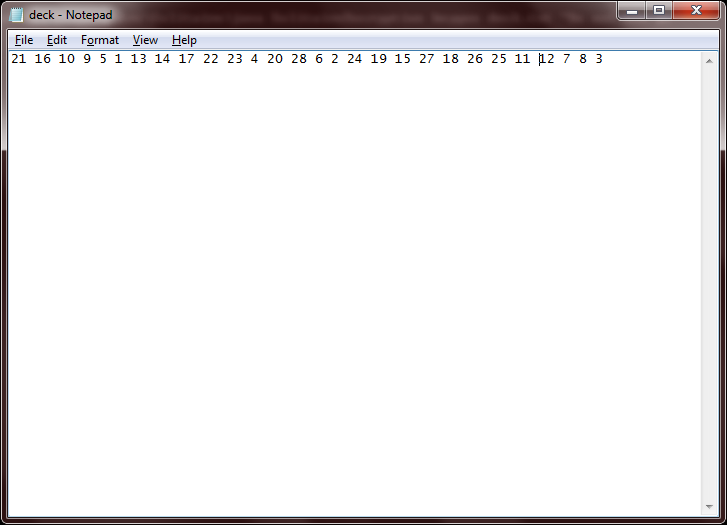 deck - Notepad
File Edit Format View Help
21 16 10 9 5 1 13 14 17 22 23 4 20 28 6 2 24 19 15 27 18 26 25 11 12 7 8 3